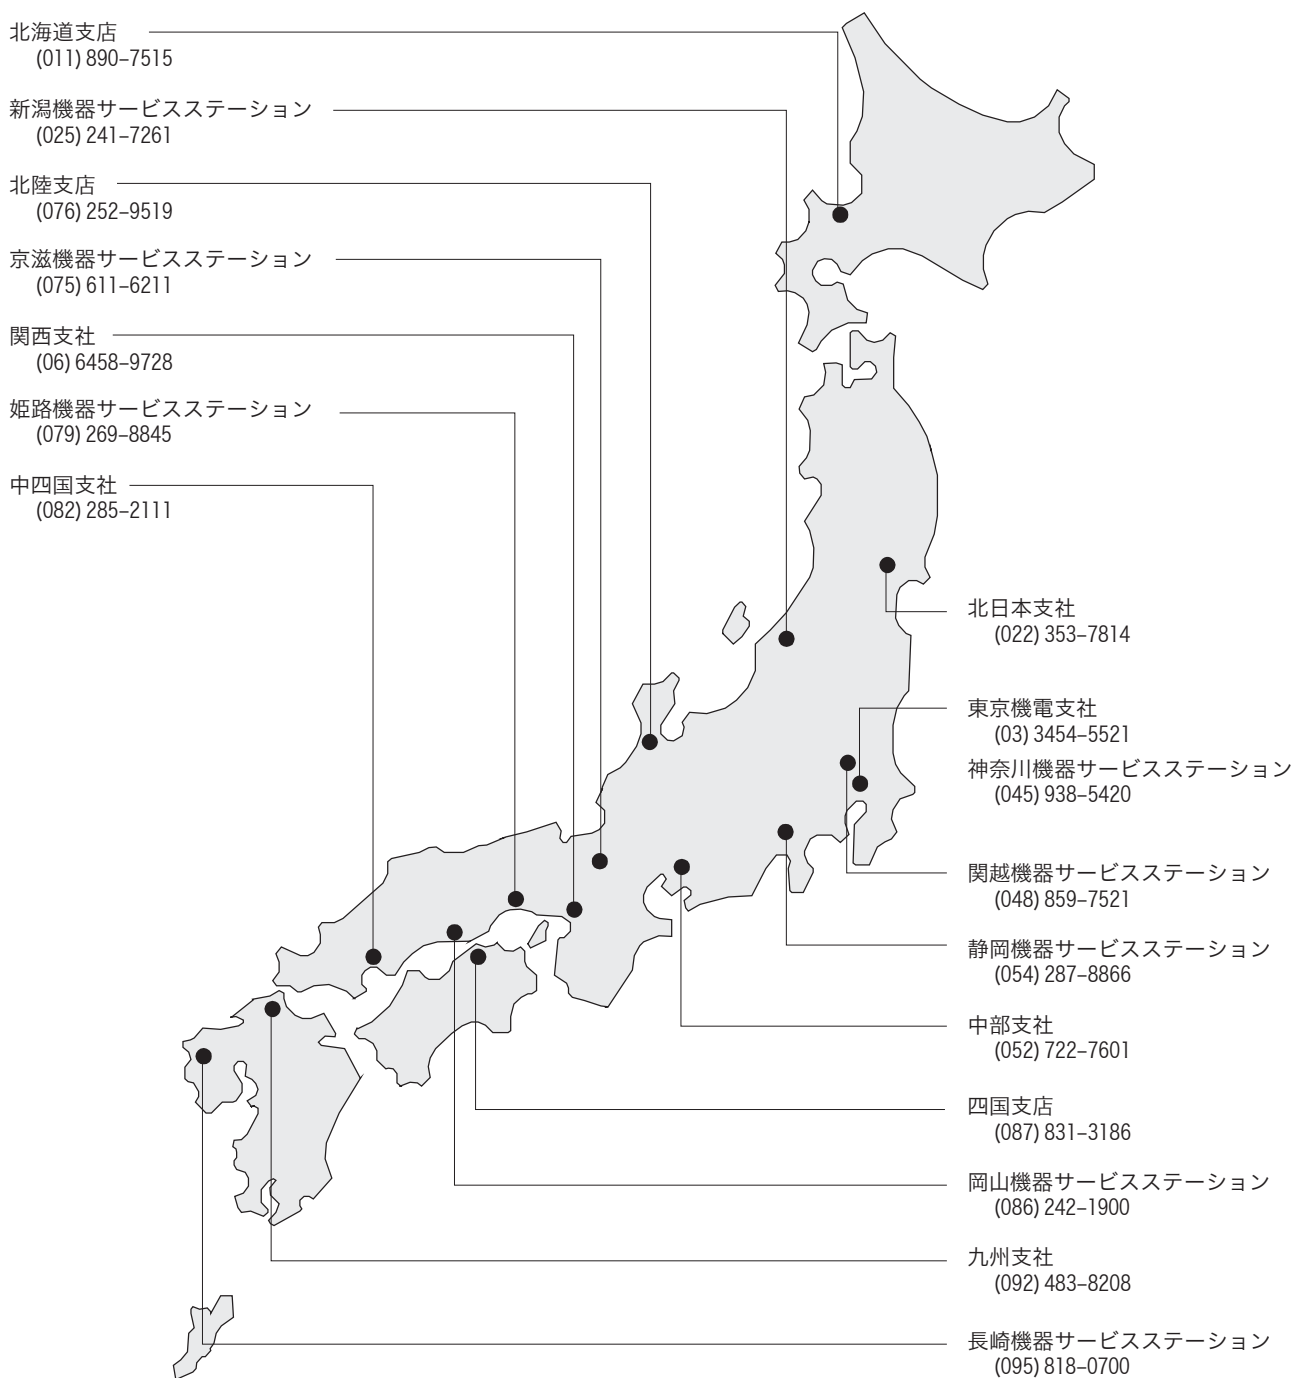 北海道支店
(011) 890–7515
新潟機器サービスステーション
(025) 241–7261
北陸支店
(076) 252–9519
京滋機器サービスステーション
(075) 611–6211
関西支社
(06) 6458–9728
姫路機器サービスステーション
(079) 269–8845
中四国支社
(082) 285–2111
北日本支社
(022) 353–7814
東京機電支社
(03) 3454–5521
神奈川機器サービスステーション
(045) 938–5420
関越機器サービスステーション
(048) 859–7521
静岡機器サービスステーション
(054) 287–8866
中部支社
(052) 722–7601
四国支店
(087) 831–3186
岡山機器サービスステーション
(086) 242–1900
九州支社
(092) 483–8208
長崎機器サービスステーション
(095) 818–0700